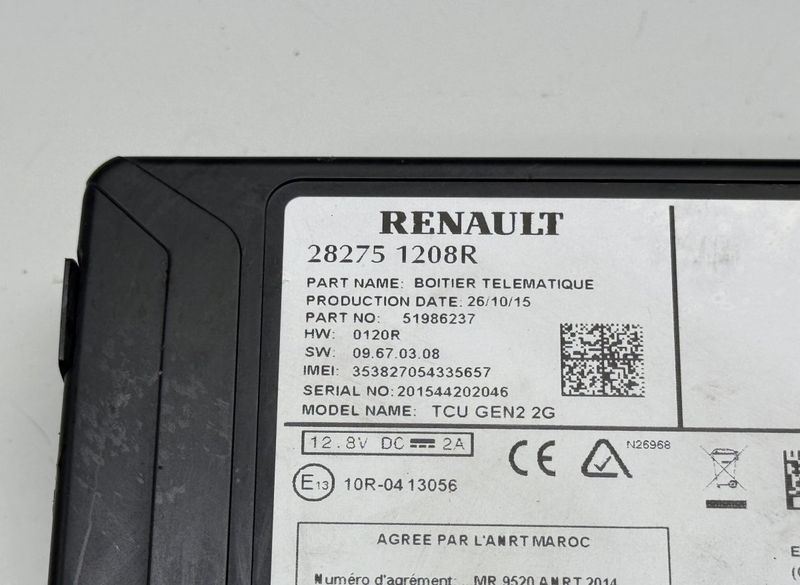 RENAULT
28275 1208R
PART NAME: BOITIER TELEMATIQUE
PRODUCTION DATE: 26/10/15
PART NO: 51986237
HW: 0120R
SW: 09.67.03.08
IMEI: 353827054335657
SERIAL NO: 201544202046
MODEL NAME: TCU GEN2 2G
12.8V DC 2A
CE
N26968
E13 10R-04 13056
AGREE PAR L'ANRT MAROC
Numéro d'agrément: MR 9520 ANRT 2014